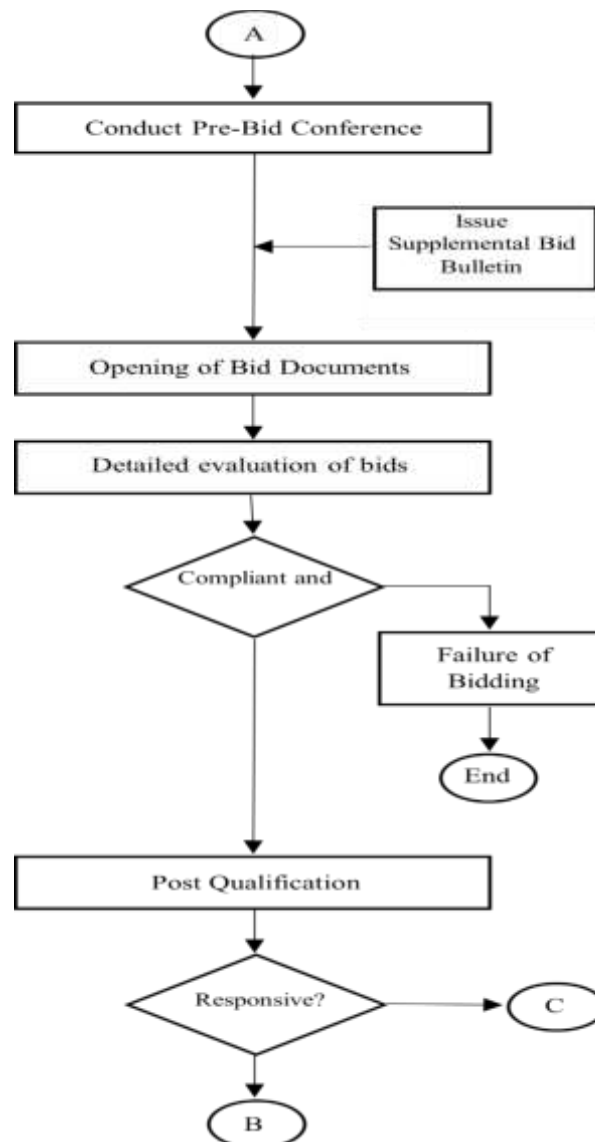 A
Conduct Pre-Bid Conference
Issue
Supplemental Bid
Bulletin
Opening of Bid Documents
Detailed evaluation of bids
Compliant and
Failure of
Bidding
End
Post Qualification
Responsive?
C
B